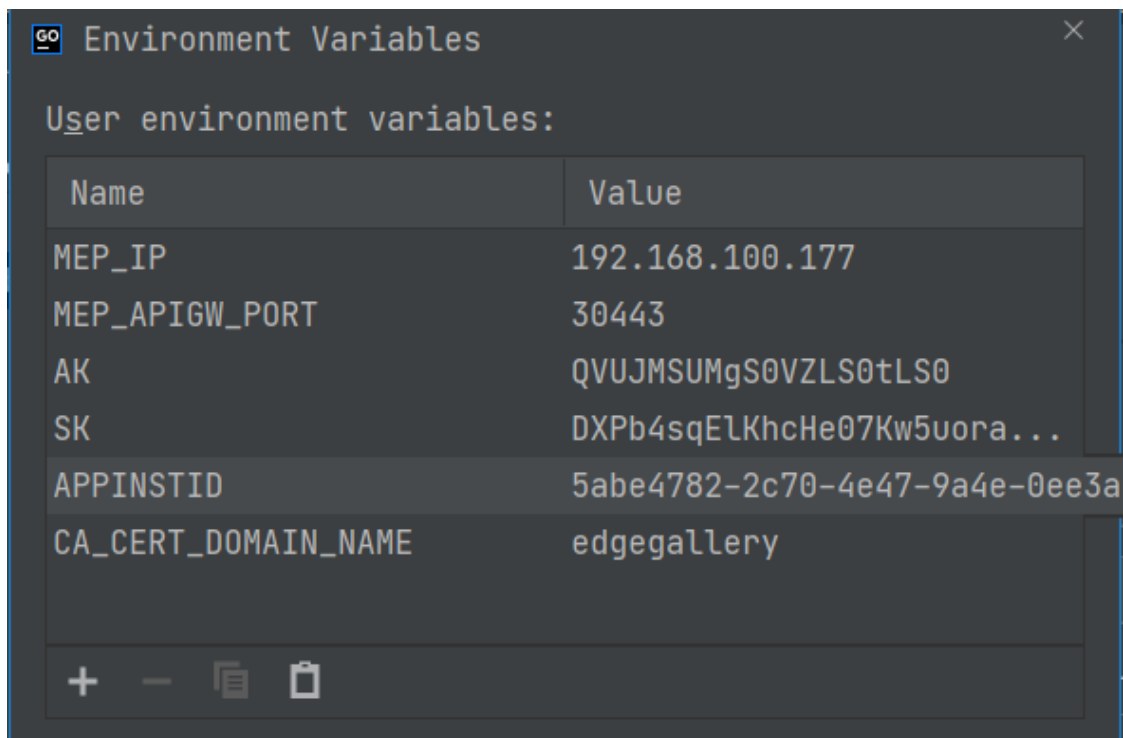 GO Environment Variables
User environment variables:
Name Value
MEP_IP 192.168.100.177
MEP_APIGW_PORT 30443
AK QVUJMSUMgS0VZLS0tLS0
SK DXPb4sqElKhcHe07Kw5uora...
APPINSTID 5abe4782-2c70-4e47-9a4e-0ee3a
CA_CERT_DOMAIN_NAME edgegallery